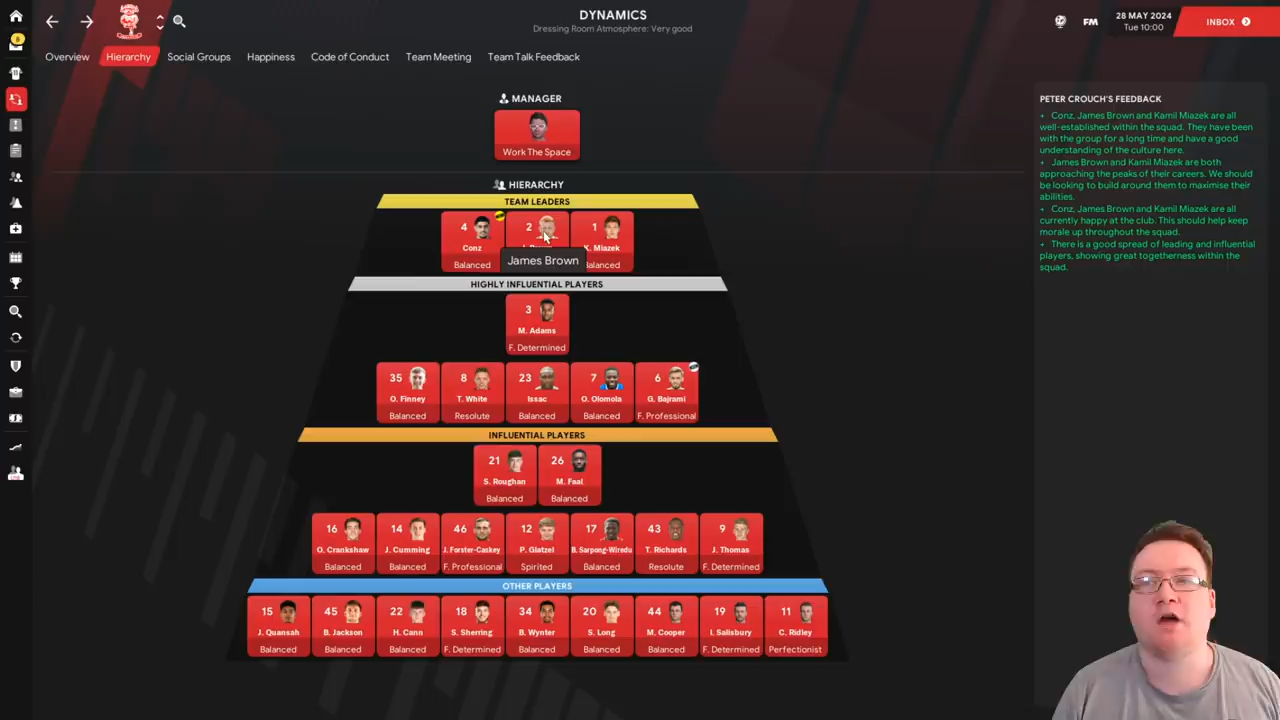 DYNAMICS
Dressing Room Atmosphere: Very good
28 MAY 2024
Tue 10:00
FM
INBOX
8
Overview Hierarchy Social Groups Happiness Code of Conduct Team Meeting Team Talk Feedback
MANAGER
Work The Space
HIERARCHY
TEAM LEADERS
4 2 1
Conz K. Miazek
Balanced Balanced
James Brown
HIGHLY INFLUENTIAL PLAYERS
3
M. Adams
F. Determined
35 8 23 7 6
O. Finney T. White Issac O. Olomola G. Bajrami
Balanced Resolute Balanced Balanced F. Professional
INFLUENTIAL PLAYERS
21 26
S. Roughan M. Faal
Balanced Balanced
16 14 46 12 17 43 9
O. Crankshaw J. Cumming J. Forster-Caskey P. Glatzel B. Sarpong-Wiredu T. Richards J. Thomas
Balanced Balanced F. Professional Spirited Balanced Resolute F. Determined
OTHER PLAYERS
15 45 22 18 34 20 44 19 11
J. Quansah B. Jackson H. Cann S. Sherring B. Wynter S. Long M. Cooper I. Salisbury C. Ridley
Balanced Balanced Balanced F. Determined Balanced Balanced Balanced F. Determined Perfectionist
PETER CROUCH'S FEEDBACK
+ Conz, James Brown and Kamil Miazek are all
well-established within the squad. They have been
with the group for a long time and have a good
understanding of the culture here.
+ James Brown and Kamil Miazek are both
approaching the peaks of their careers. We should
be looking to build around them to maximise their
abilities.
+ Conz, James Brown and Kamil Miazek are all
currently happy at the club. This should help keep
morale up throughout the squad.
+ There is a good spread of leading and influential
players, showing great togetherness within the
squad.